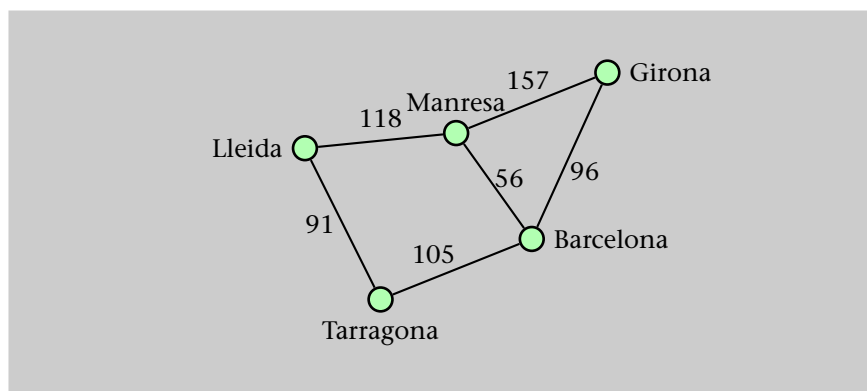 157
Girona
Manresa
118
Lleida
56
96
91
Barcelona
105
Tarragona